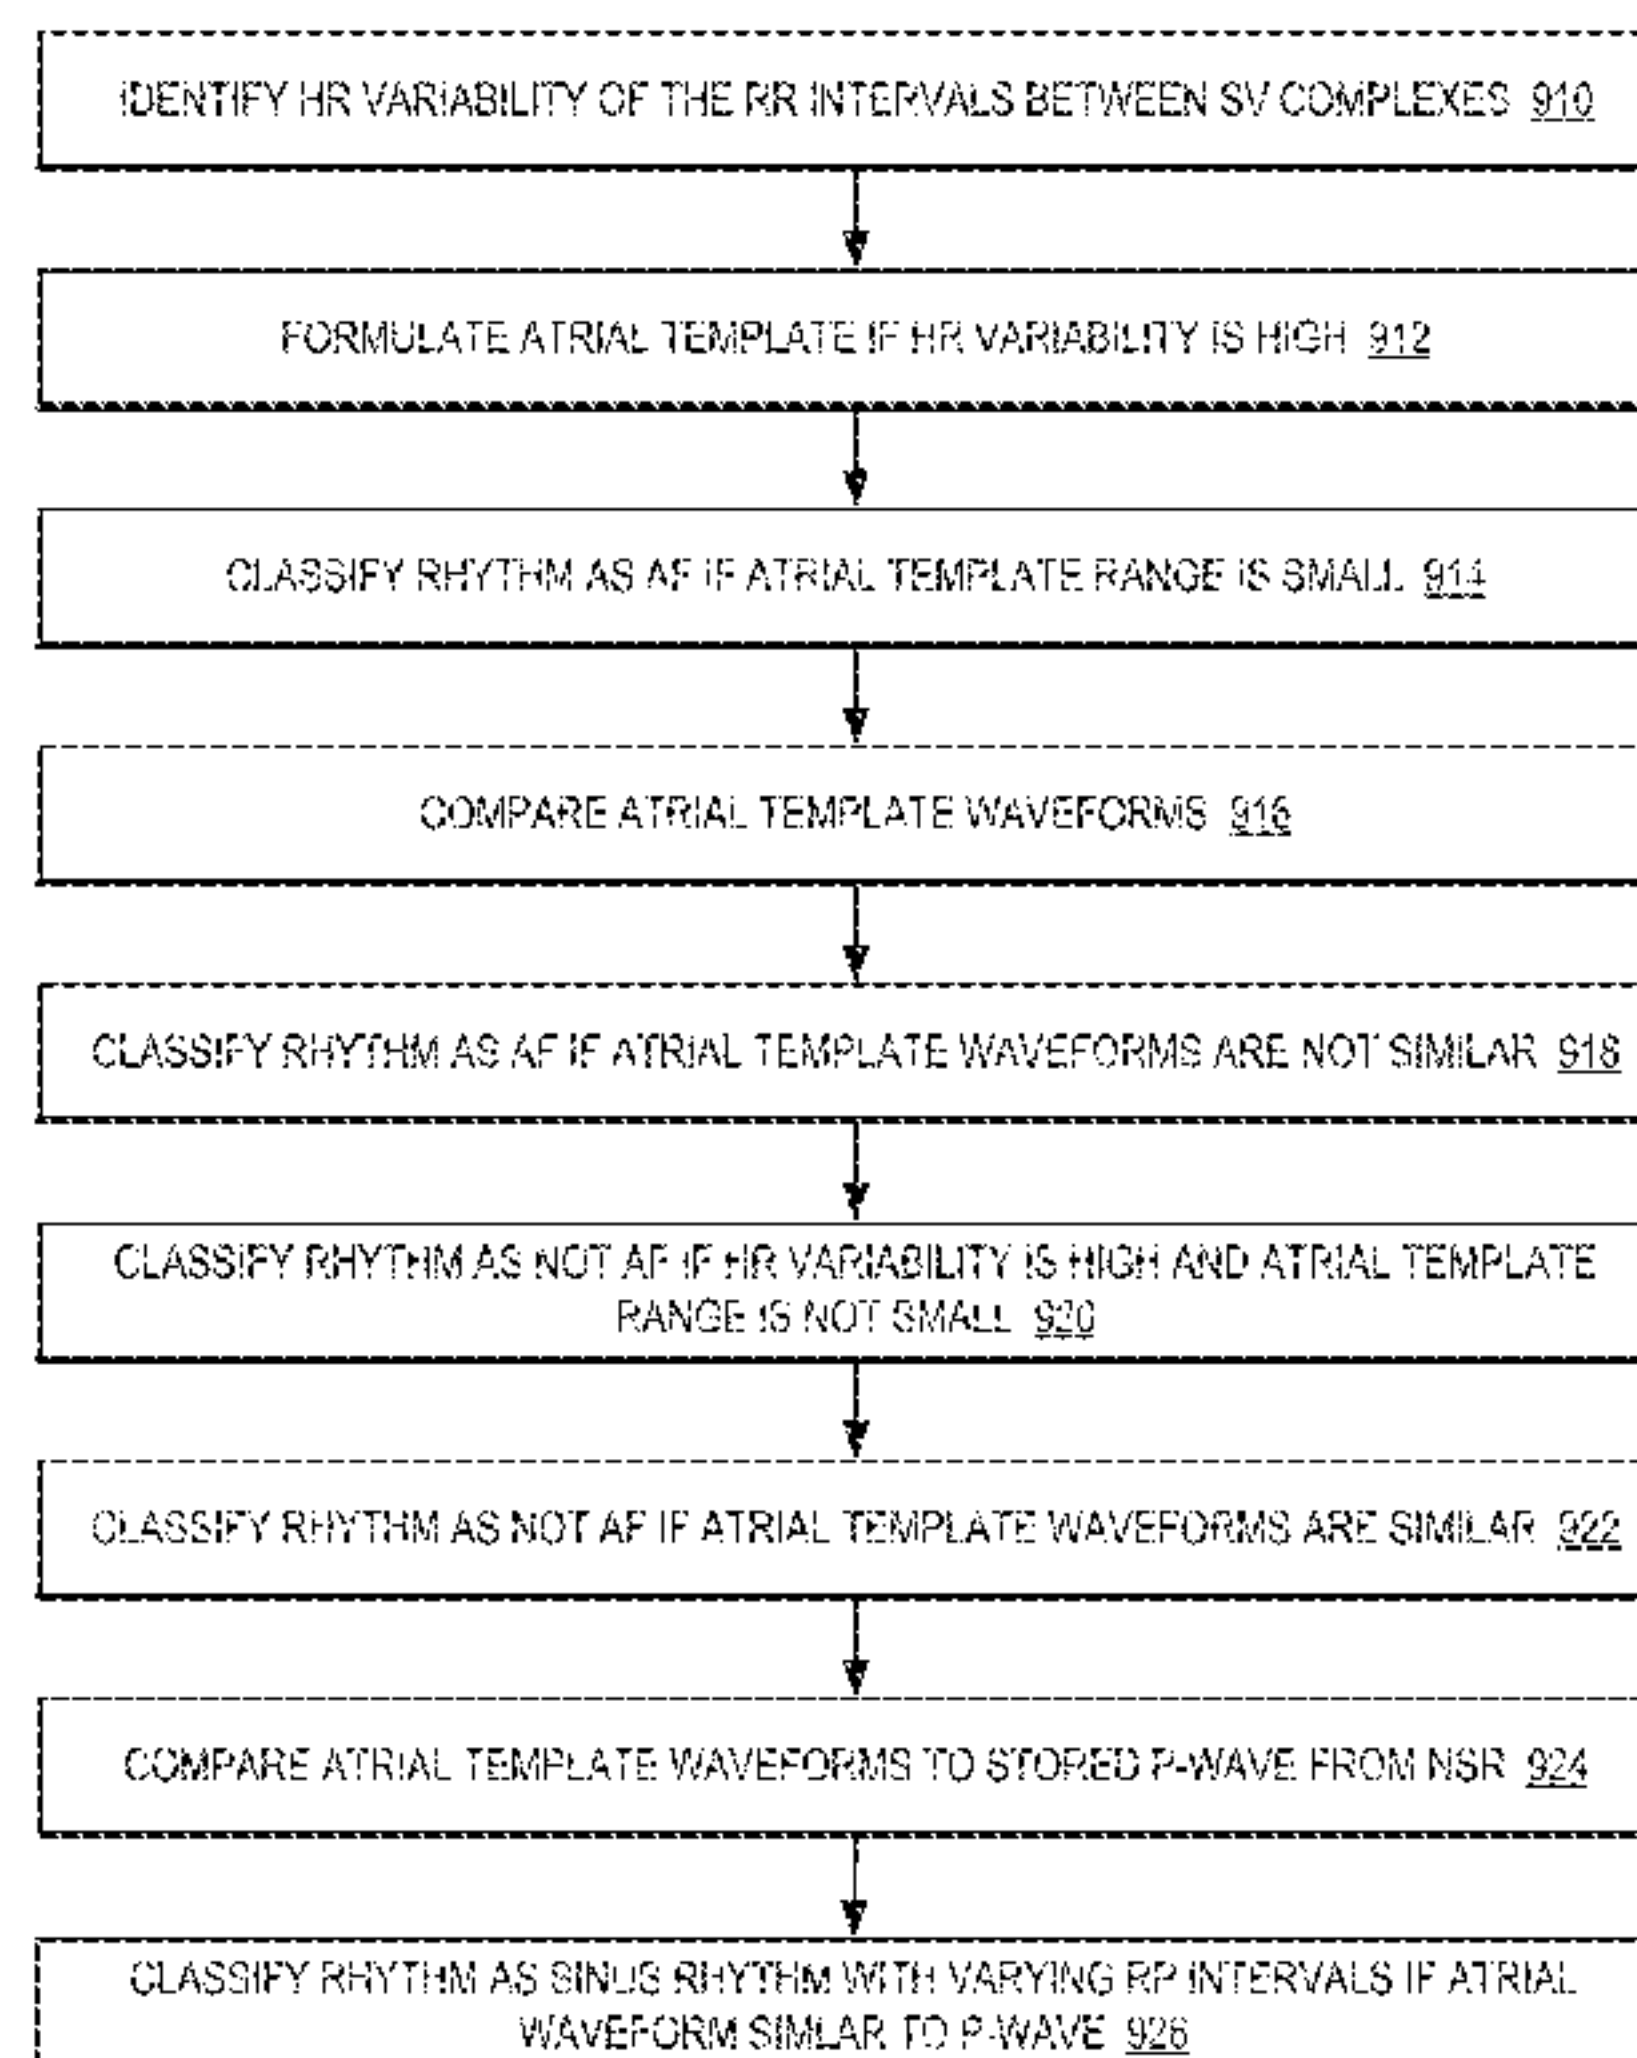 IDENTIFY HR VARIABILITY OF THE RR INTERVALS BETWEEN SV COMPLEXES 910
FORMULATE ATRIAL TEMPLATE IF HR VARIABILITY IS HIGH 912
CLASSIFY RHYTHM AS AF IF ATRIAL TEMPLATE RANGE IS SMALL 914
COMPARE ATRIAL TEMPLATE WAVEFORMS 916
CLASSIFY RHYTHM AS AF IF ATRIAL TEMPLATE WAVEFORMS ARE NOT SIMILAR 918
CLASSIFY RHYTHM AS NOT AF IF HR VARIABILITY IS HIGH AND ATRIAL TEMPLATE
RANGE IS NOT SMALL 920
CLASSIFY RHYTHM AS NOT AF IF ATRIAL TEMPLATE WAVEFORMS ARE SIMILAR 922
COMPARE ATRIAL TEMPLATE WAVEFORMS TO STORED P-WAVE FROM NSR 924
CLASSIFY RHYTHM AS SINUS RHYTHM WITH VARYING RP INTERVALS IF ATRIAL
WAVEFORM SIMLAR TO P-WAVE 926